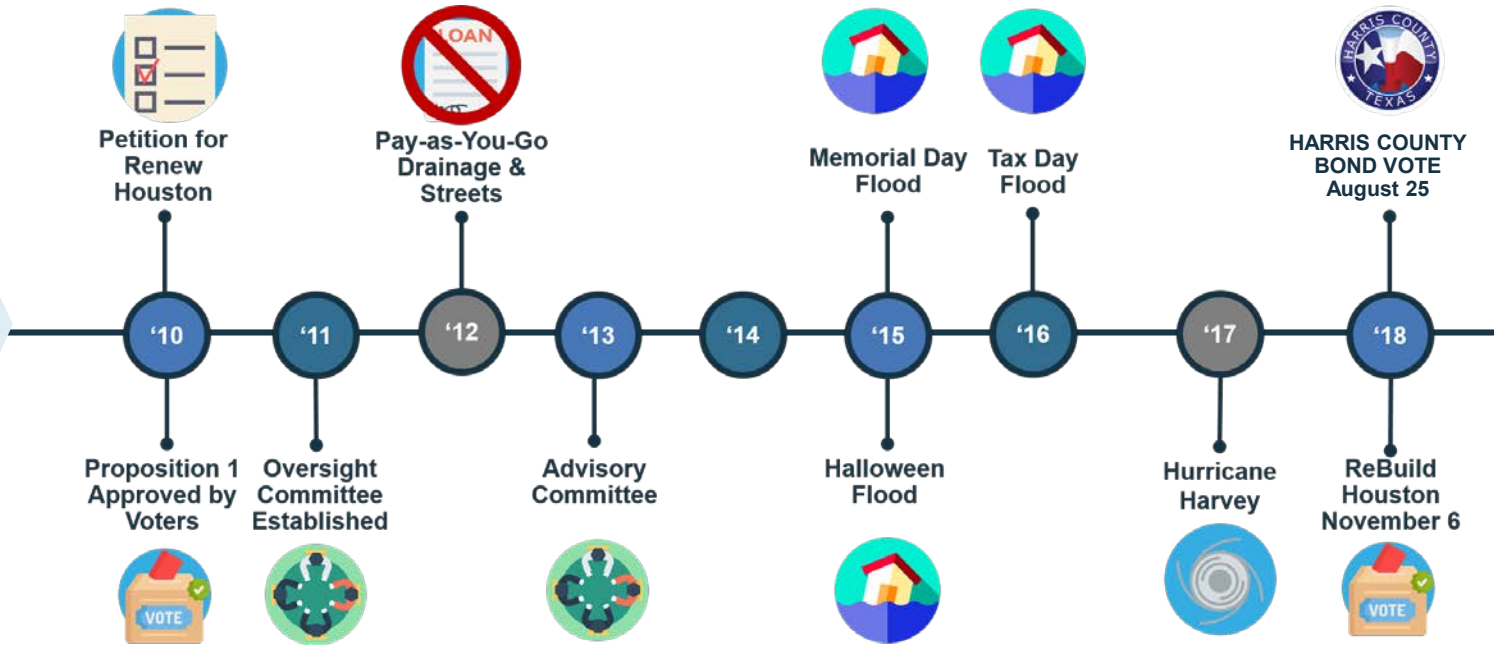 LOAN
HARRIS COUNTY
TEXAS
Petition for
Renew
Houston
Pay-as-You-Go
Drainage &
Streets
Memorial Day
Flood
Tax Day
Flood
HARRIS COUNTY
BOND VOTE
August 25
‘10
‘11
‘12
‘13
‘14
‘15
‘16
‘17
‘18
Proposition 1
Approved by
Voters
Oversight
Committee
Established
Advisory
Committee
Halloween
Flood
Hurricane
Harvey
ReBuild
Houston
November 6
VOTE
VOTE